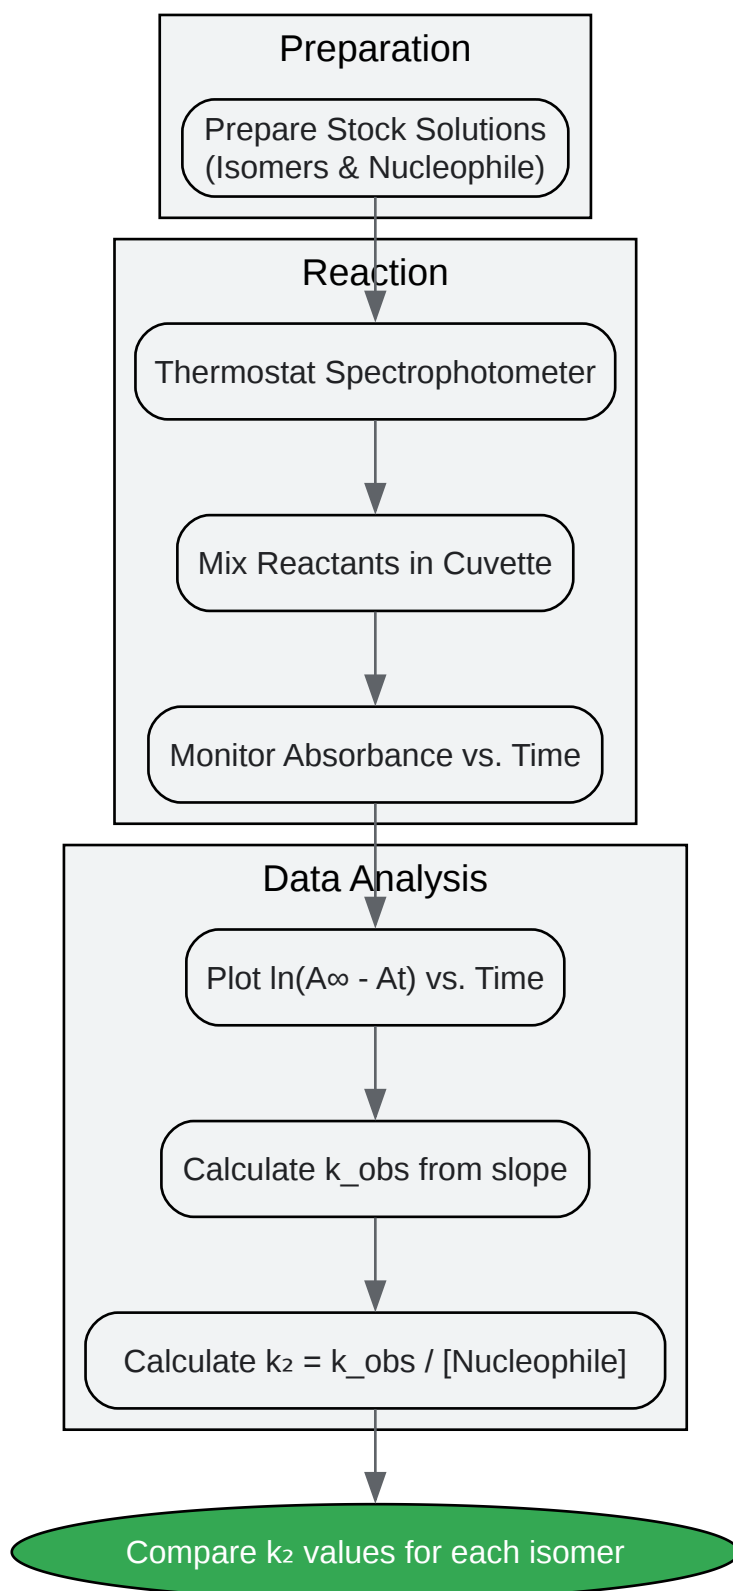 Preparation
Prepare Stock Solutions
(Isomers & Nucleophile)
Reaction
Thermostat Spectrophotometer
Mix Reactants in Cuvette
Monitor Absorbance vs. Time
Data Analysis
Plot ln(A∞ - At) vs. Time
Calculate k_obs from slope
Calculate k₂ = k_obs / [Nucleophile]
Compare k₂ values for each isomer